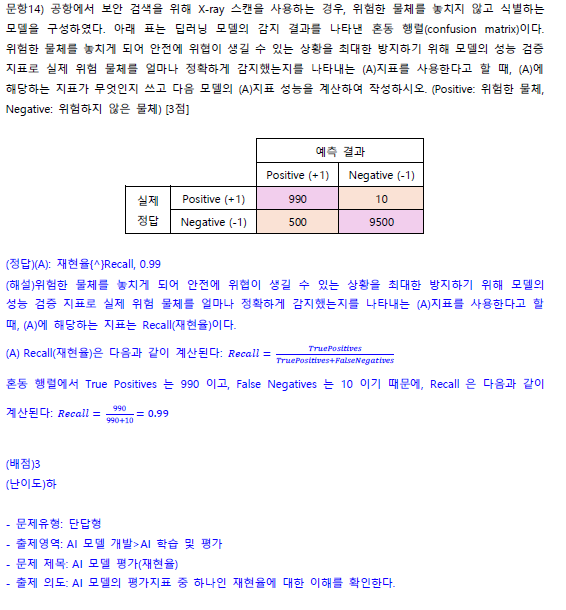 문항14) 공항에서 보안 검색을 위해 X-ray 스캔을 사용하는 경우, 위험한 물체를 놓치지 않고 식별하는
모델을 구성하였다. 아래 표는 딥러닝 모델의 감지 결과를 나타낸 혼동 행렬(confusion matrix)이다.
위험한 물체를 놓치게 되어 안전에 위협이 생길 수 있는 상황을 최대한 방지하기 위해 모델의 성능 검증
지표로 실제 위험 물체를 얼마나 정확하게 감지했는지를 나타내는 (A)지표를 사용한다고 할 때, (A)에
해당하는 지표가 무엇인지 쓰고 다음 모델의 (A)지표 성능을 계산하여 작성하시오. (Positive: 위험한 물체,
Negative: 위험하지 않은 물체) [3점]
예측 결과
Positive (+1) Negative (-1)
실제 정답
Positive (+1) 990 10
Negative (-1) 500 9500
(정답)(A): 재현율{^}Recall, 0.99
(해설)위험한 물체를 놓치게 되어 안전에 위협이 생길 수 있는 상황을 최대한 방지하기 위해 모델의
성능 검증 지표로 실제 위험 물체를 얼마나 정확하게 감지했는지를 나타내는 (A)지표를 사용한다고 할
때, (A)에 해당하는 지표는 Recall(재현율)이다.
(A) Recall(재현율)은 다음과 같이 계산된다: Recall = TruePositives / TruePositives+FalseNegatives
혼동 행렬에서 True Positives 는 990 이고, False Negatives 는 10 이기 때문에, Recall 은 다음과 같이
계산된다: Recall = 990 / 990+10 = 0.99
(배점)3
(난이도)하
- 문제유형: 단답형
- 출제영역: AI 모델 개발>AI 학습 및 평가
- 문제 제목: AI 모델 평가(재현율)
- 출제 의도: AI 모델의 평가지표 중 하나인 재현율에 대한 이해를 확인한다.